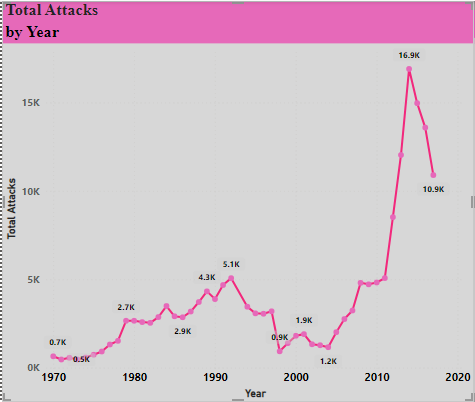 Total Attacks
by Year
16.9K
15K
10.9K
10K
5.1K
5K
4.3K
2.7K
2.9K
1.9K
0.7K
0.5K
0.9K
1.2K
0K
1970 1980 1990 2000 2010 2020
Total Attacks
Year